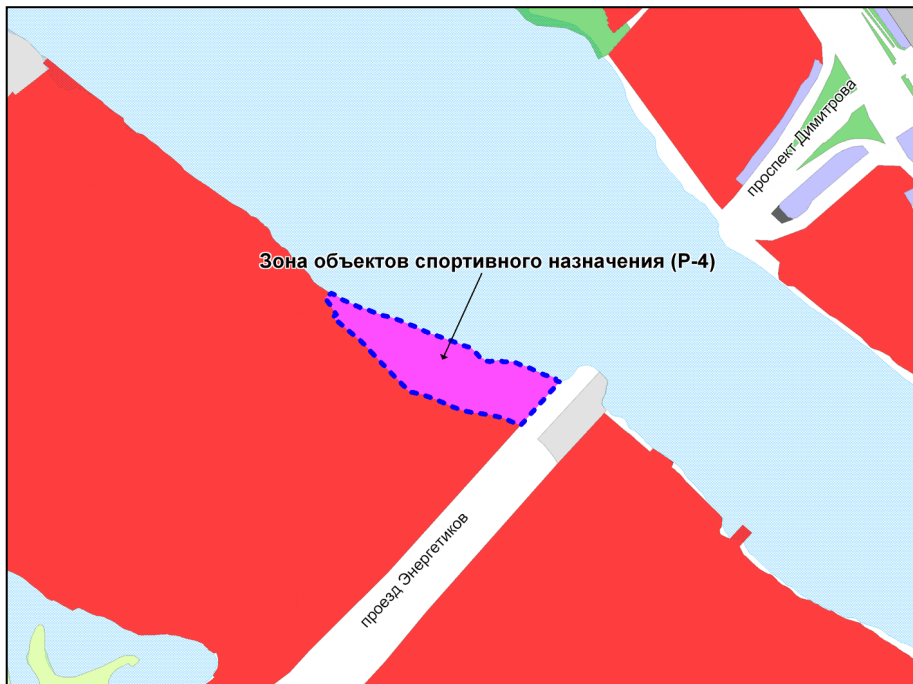 проспект Димитрова
Зона объектов спортивного назначения (Р-4)
проезд Энергетиков